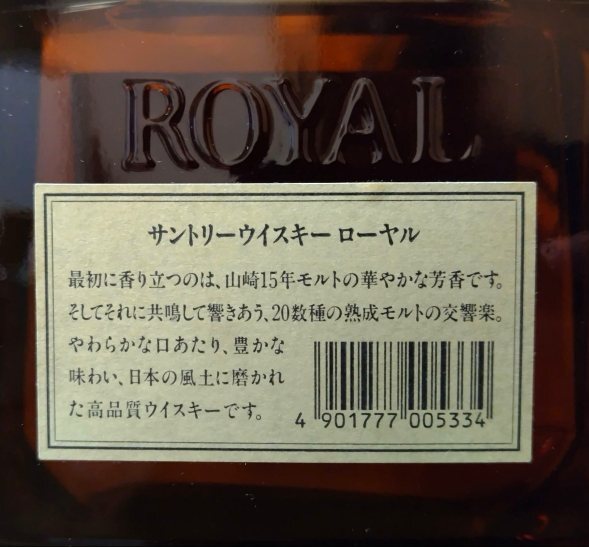 ROYAL
サントリーウイスキー ローヤル
最初に香り立つのは、山崎15年モルトの華やかな芳香です。
そしてそれに共鳴して響きあう、20数種の熟成モルトの交響楽。
やわらかな口あたり、豊かな
味わい、日本の風土に磨かれ
た高品質ウイスキーです。
4 901777 005334